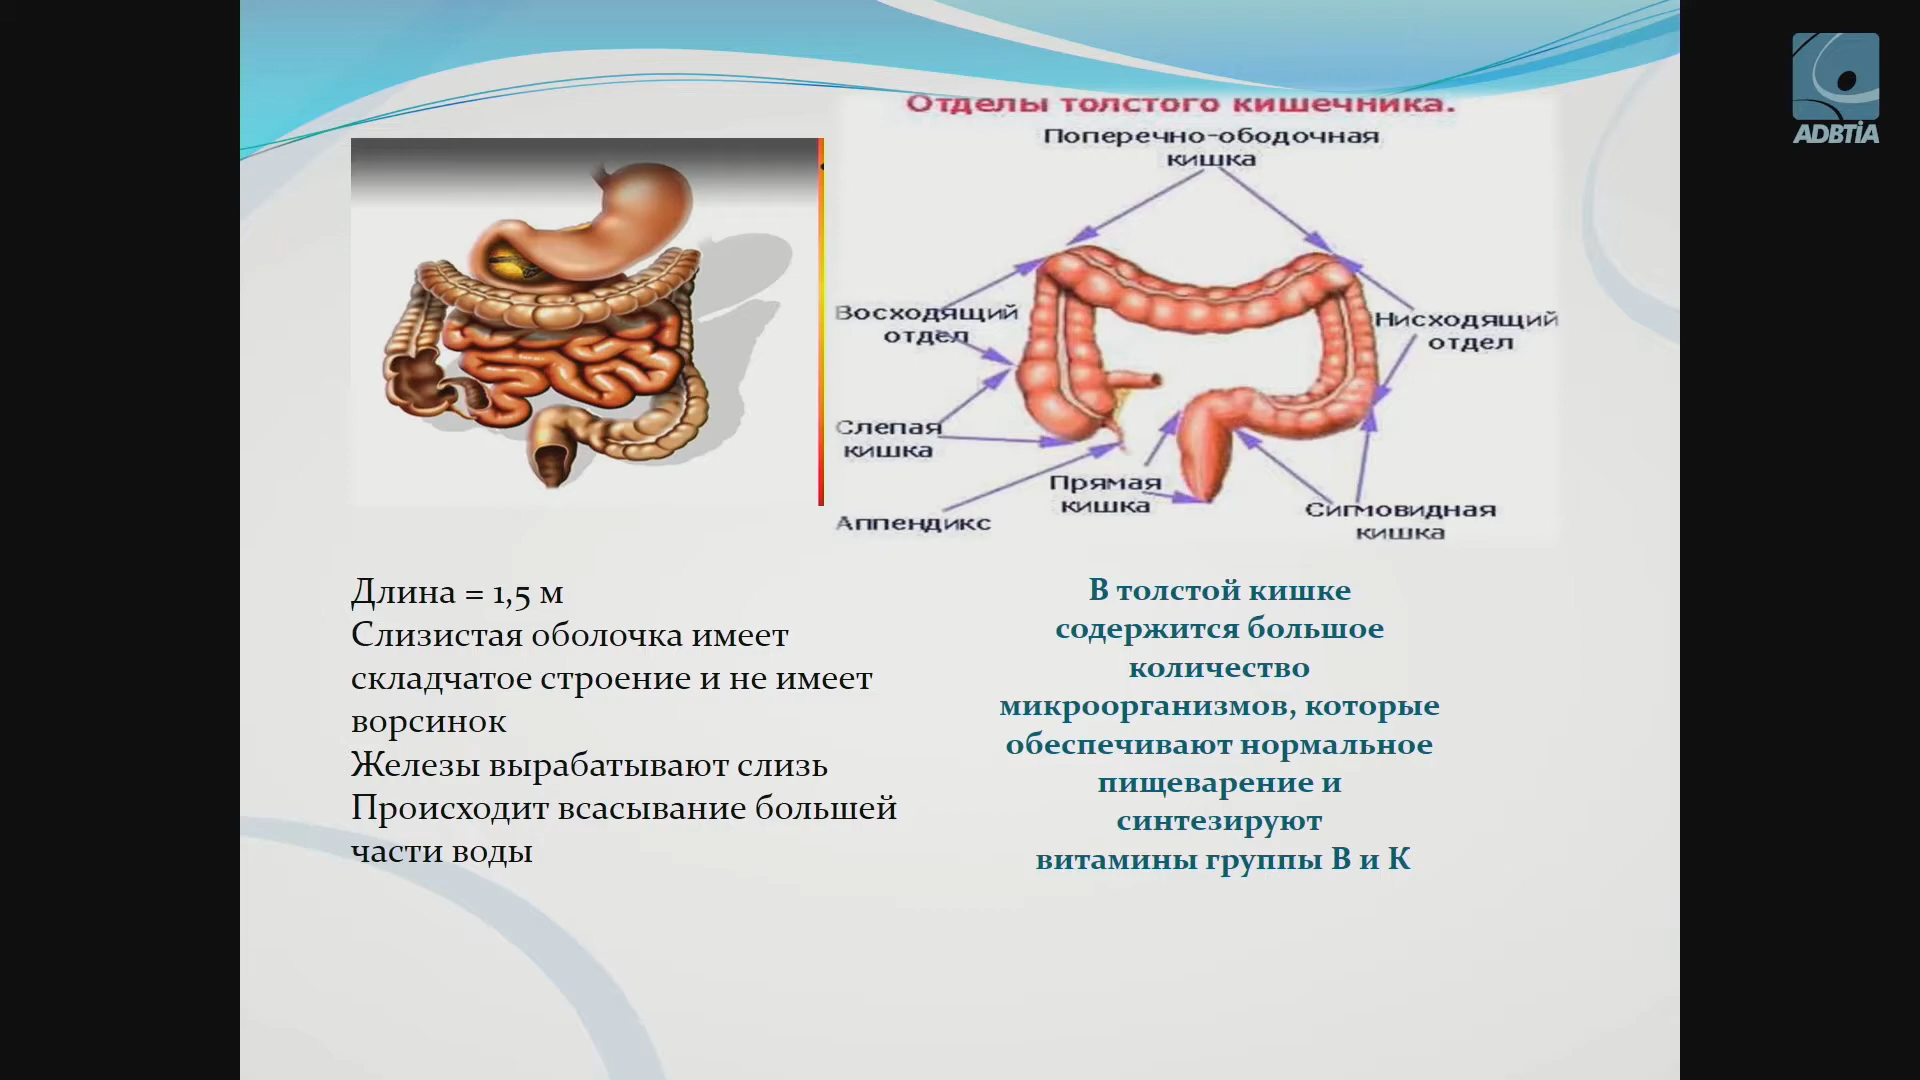 Отделы толстого кишечника.
Поперечно-ободочная
кишка
Восходящий
отдел
Нисходящий
отдел
Слепая
кишка
Прямая
кишка
Аппендикс
Сигмовидная
кишка
Длина = 1,5 м
Слизистая оболочка имеет
складчатое строение и не имеет
ворсинок
Железы вырабатывают слизь
Происходит всасывание большей
части воды
В толстой кишке
содержится большое
количество
микроорганизмов, которые
обеспечивают нормальное
пищеварение и
синтезируют
витамины группы В и К
ADBTİA